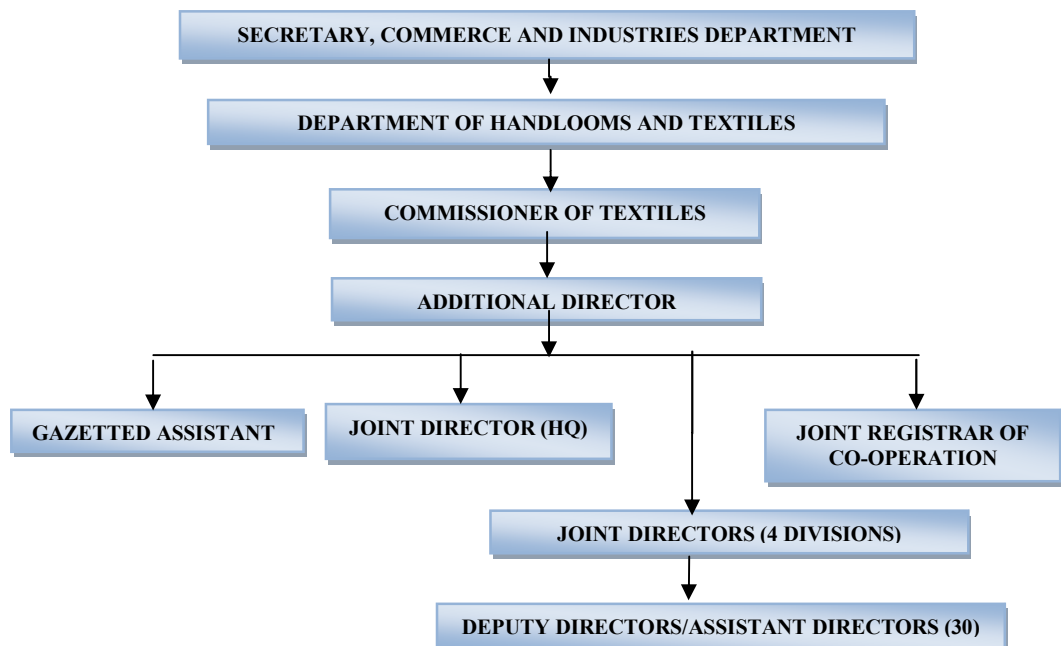 SECRETARY, COMMERCE AND INDUSTRIES DEPARTMENT
DEPARTMENT OF HANDLOOMS AND TEXTILES
COMMISSIONER OF TEXTILES
ADDITIONAL DIRECTOR
GAZETTED ASSISTANT
JOINT DIRECTOR (HQ)
JOINT REGISTRAR OF
CO-OPERATION
JOINT DIRECTORS (4 DIVISIONS)
DEPUTY DIRECTORS/ASSISTANT DIRECTORS (30)